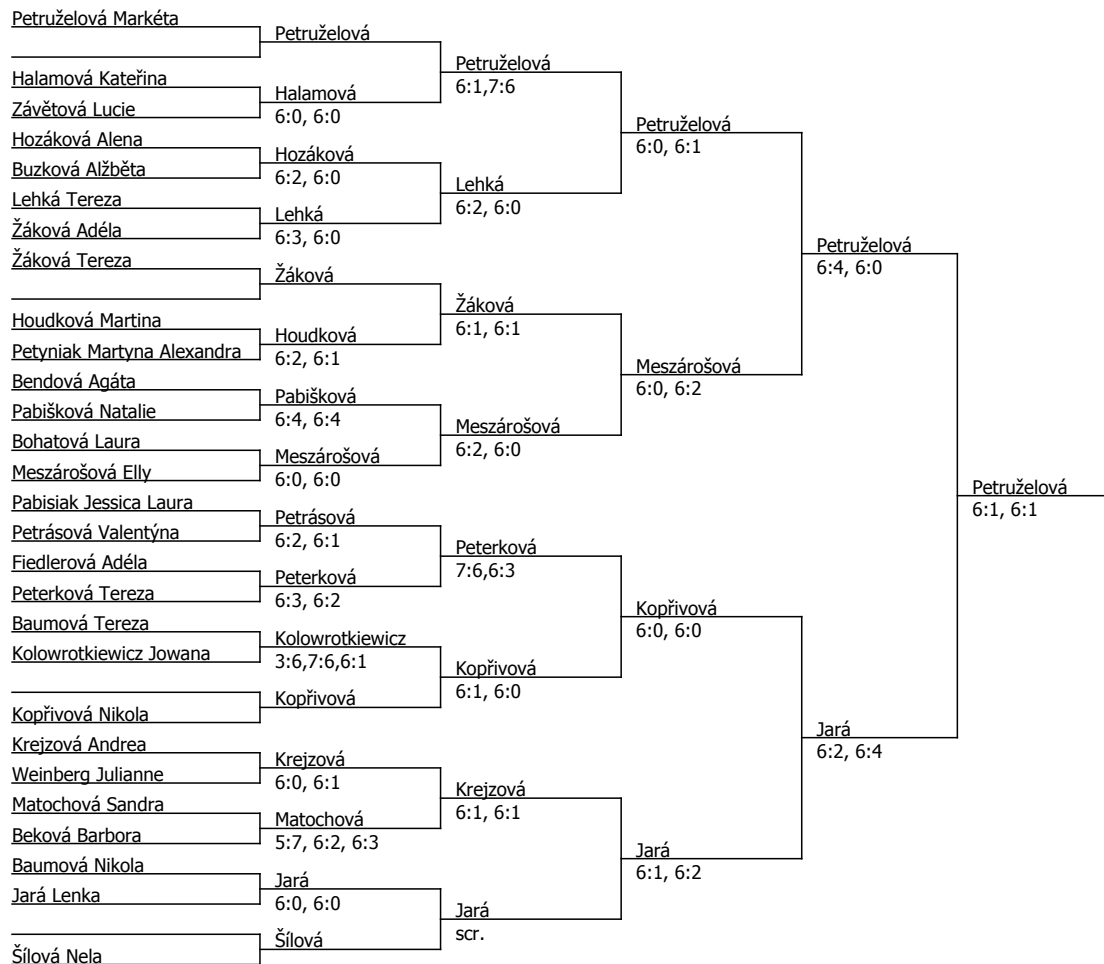 Petruželová Markéta
Petruželová
Petruželová
6:1,7:6
Halamová Kateřina
Halamová
6:0, 6:0
Závětová Lucie
Petruželová
6:0, 6:1
Hozáková Alena
Hozáková
6:2, 6:0
Buzková Alžběta
Lehká
6:2, 6:0
Lehká Tereza
Lehká
6:3, 6:0
Žáková Adéla
Petruželová
6:4, 6:0
Žáková Tereza
Žáková
Žáková
6:1, 6:1
Houdková Martina
Houdková
6:2, 6:1
Petyniak Martyna Alexandra
Meszárošová
6:0, 6:2
Bendová Agáta
Pabišková
6:4, 6:4
Pabišková Natalie
Meszárošová
6:2, 6:0
Bohatová Laura
Meszárošová
6:0, 6:0
Meszárošová Elly
Petruželová
6:1, 6:1
Pabisiak Jessica Laura
Petrásová
6:2, 6:1
Petrásová Valentýna
Peterková
7:6,6:3
Fiedlerová Adéla
Peterková
6:3, 6:2
Peterková Tereza
Kopřivová
6:0, 6:0
Baumová Tereza
Kolowrotkiewicz
3:6,7:6,6:1
Kolowrotkiewicz Jowana
Kopřivová
6:1, 6:0
Kopřivová
Kopřivová Nikola
Jará
6:2, 6:4
Krejzová Andrea
Krejzová
6:0, 6:1
Weinberg Julianne
Krejzová
6:1, 6:1
Matochová Sandra
Matochová
5:7, 6:2, 6:3
Beková Barbora
Jará
6:1, 6:2
Baumová Nikola
Jará
6:0, 6:0
Jará Lenka
Jará
scr.
Šílová
Šílová Nela